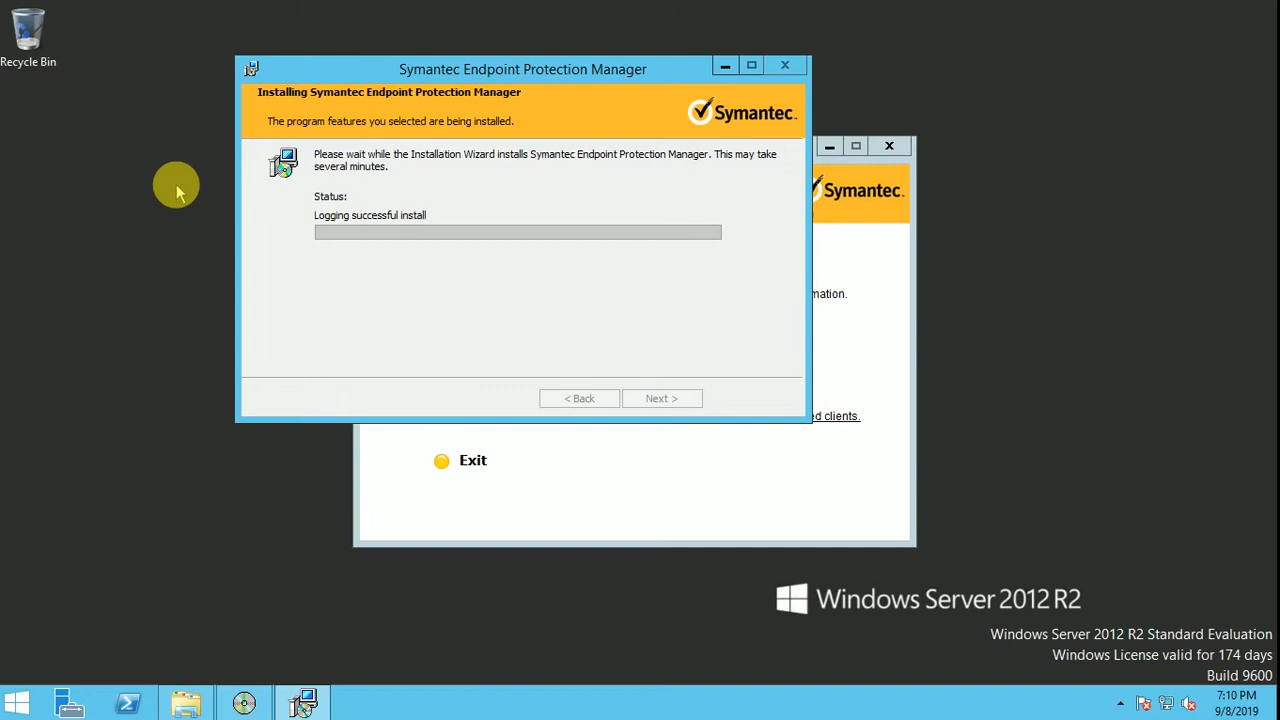 Recycle Bin
Symantec Endpoint Protection Manager
Installing Symantec Endpoint Protection Manager
The program features you selected are being installed.
Symantec.
Please wait while the Installation Wizard installs Symantec Endpoint Protection Manager. This may take
several minutes.
Status:
Logging successful install
< Back
Next >
Symantec.
mation.
ed clients.
Exit
Windows Server 2012 R2
Windows Server 2012 R2 Standard Evaluation
Windows License valid for 174 days
Build 9600
7:10 PM
9/8/2019